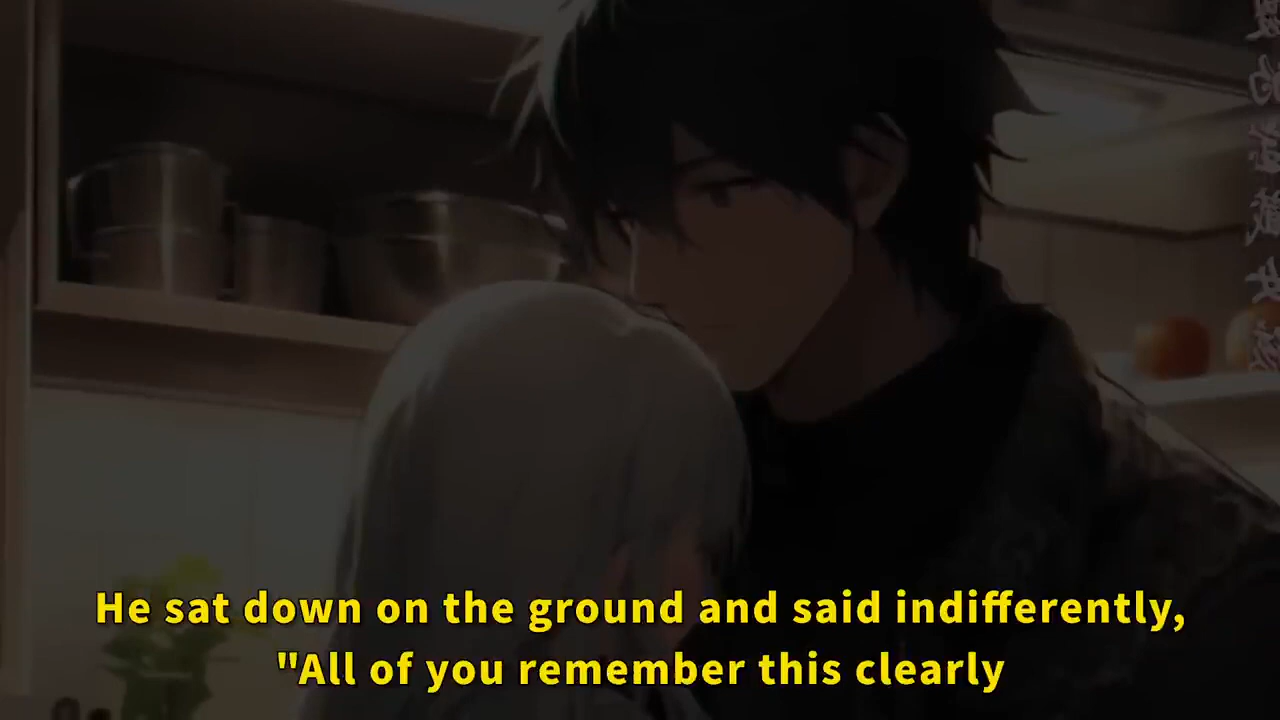 He sat down on the ground and said indifferently,
"All of you remember this clearly